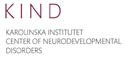 KIND
KAROLINSKA INSTITUTET
CENTER OF NEURODEVELOPMENTAL
DISORDERS